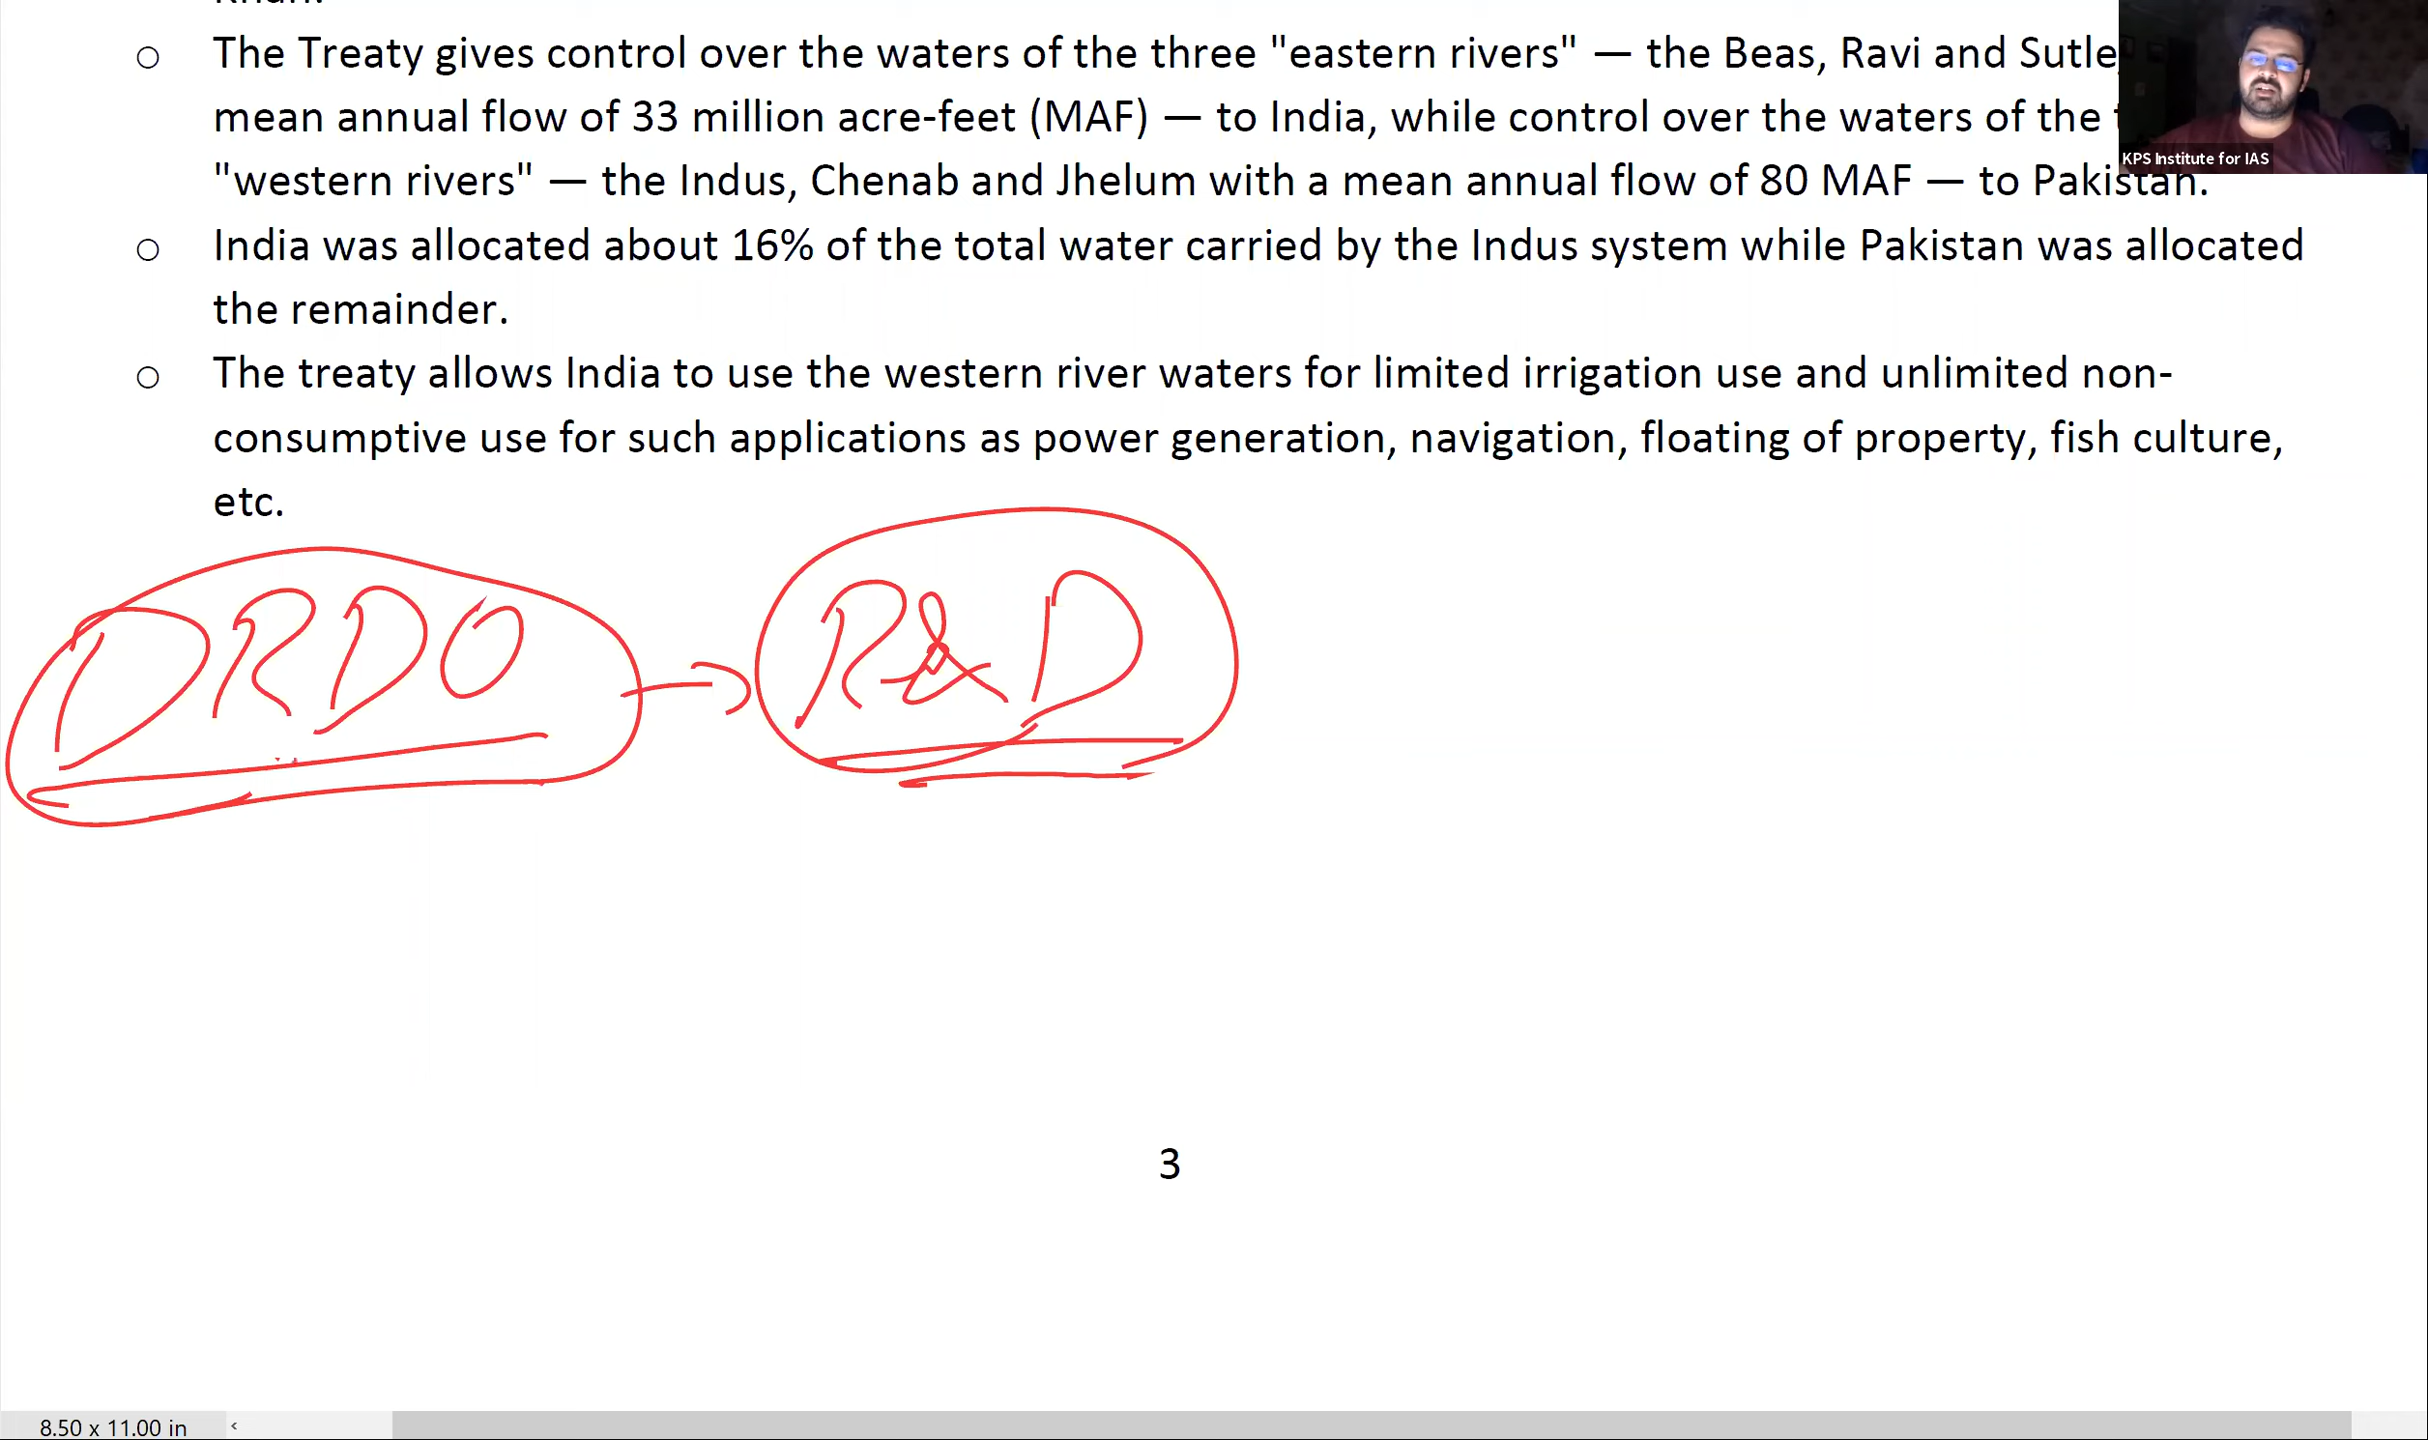 The Treaty gives control over the waters of the three "eastern rivers" — the Beas, Ravi and
mean annual flow of 33 million acre-feet (MAF) — to India, while control over the waters of the
KPS Institute for IAS
"western rivers" — the Indus, Chenab and Jhelum with a mean annual flow of 80 MAF — to Pakistan.
India was allocated about 16% of the total water carried by the Indus system while Pakistan was allocated
the remainder.
The treaty allows India to use the western river waters for limited irrigation use and unlimited non-
consumptive use for such applications as power generation, navigation, floating of property, fish culture,
etc.
DRDO → R&D
3
8.50 x 11.00 in